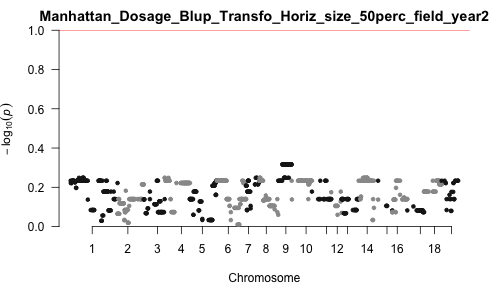 Manhattan_Dosage_Blup_Transfo_Horiz_size_50perc_field_year2
1.0
0.8
0.6
0.4
0.2
0.0
− log10(p)
1 2 3 4 5 6 7 8 9 10 12 14 16 18
Chromosome